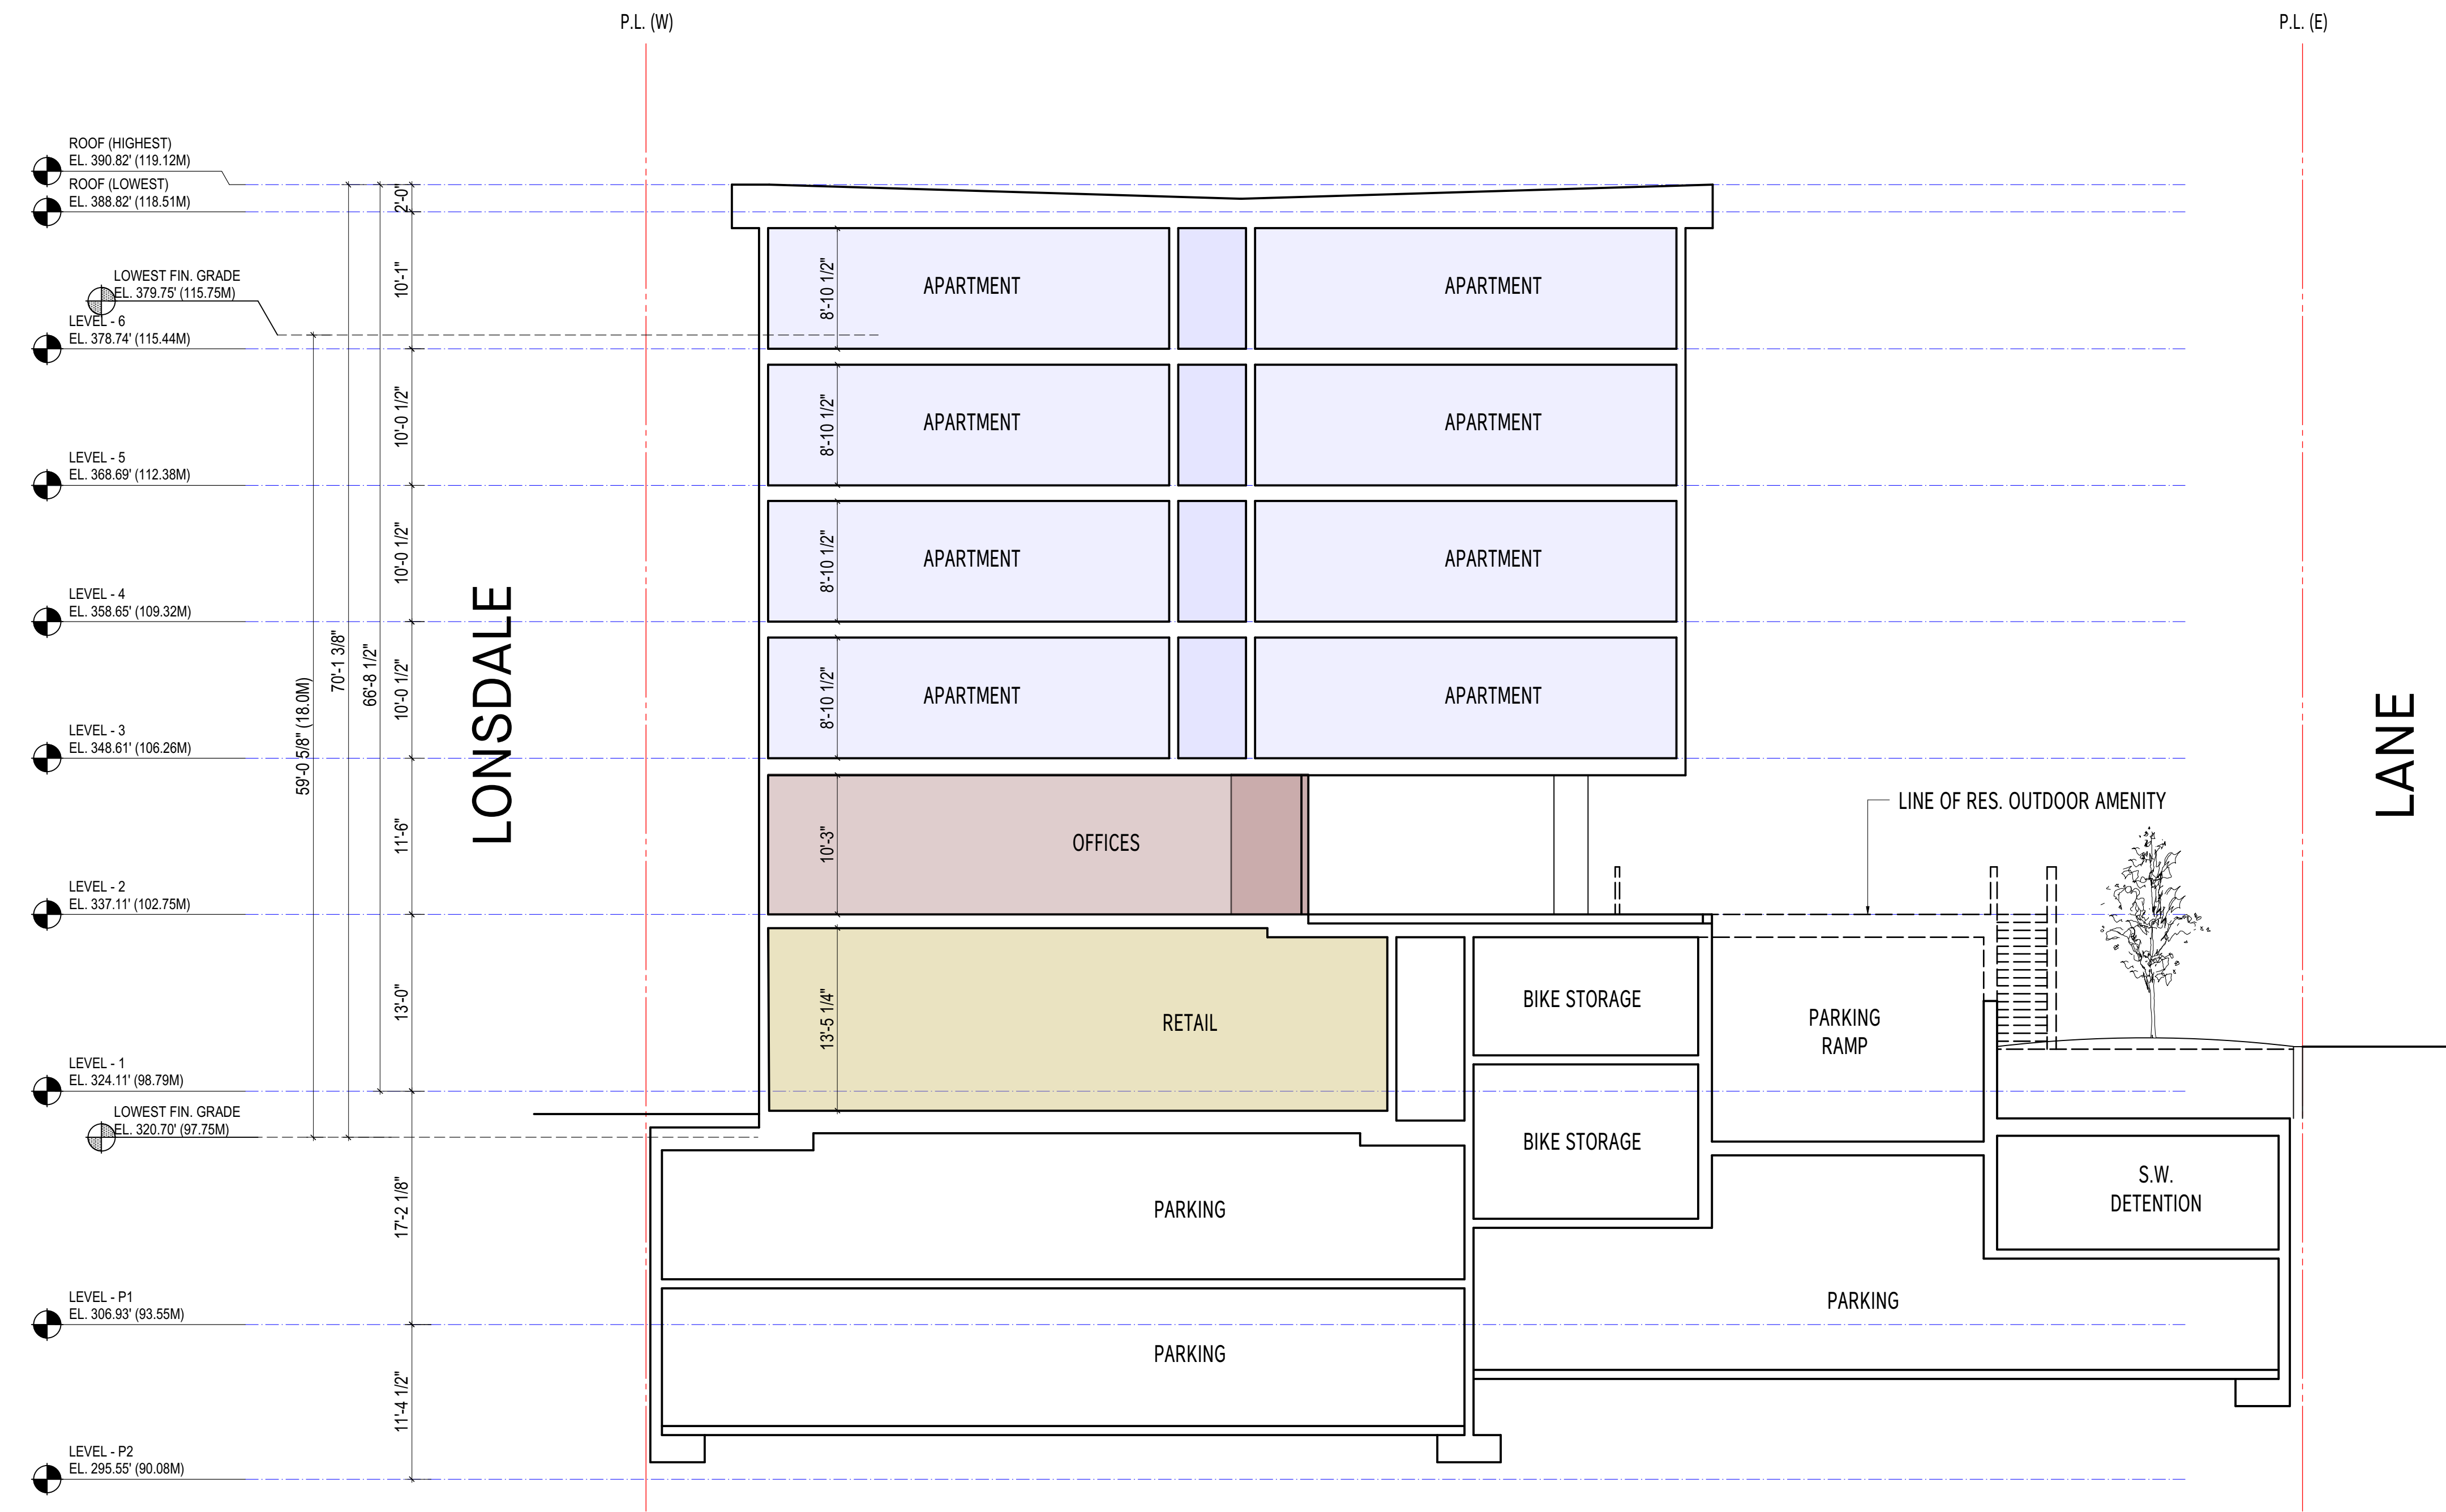 P.L. (W)
P.L. (E)
ROOF (HIGHEST)
EL. 390.82' (119.12M)
ROOF (LOWEST)
EL. 388.82' (118.51M)
LOWEST FIN. GRADE
EL. 379.75' (115.75M)
LEVEL - 6
EL. 378.74' (115.44M)
LEVEL - 5
EL. 368.69' (112.38M)
LEVEL - 4
EL. 358.65' (109.32M)
LEVEL - 3
EL. 348.61' (106.26M)
LEVEL - 2
EL. 337.11' (102.75M)
LEVEL - 1
EL. 324.11' (98.79M)
LOWEST FIN. GRADE
EL. 320.70' (97.75M)
LEVEL - P1
EL. 306.93' (93.55M)
LEVEL - P2
EL. 295.55' (90.08M)
59'-0 5/8" (18.0M)
70'-1 3/8"
66'-8 1/2"
2'-0"
10'-1"
10'-0 1/2"
10'-0 1/2"
10'-0 1/2"
11'-6"
13'-0"
17'-2 1/8"
11'-4 1/2"
LONSDALE
8'-10 1/2"
APARTMENT
APARTMENT
8'-10 1/2"
APARTMENT
APARTMENT
8'-10 1/2"
APARTMENT
APARTMENT
8'-10 1/2"
APARTMENT
APARTMENT
10'-3"
OFFICES
LINE OF RES. OUTDOOR AMENITY
LANE
13'-5 1/4"
RETAIL
BIKE STORAGE
PARKING
RAMP
BIKE STORAGE
S.W.
DETENTION
PARKING
PARKING
PARKING